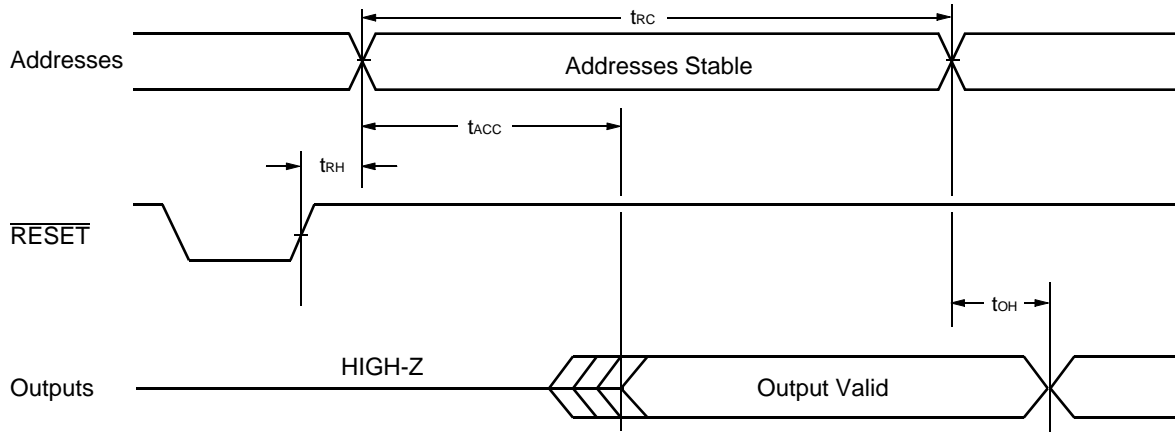 tRC
Addresses
Addresses Stable
tACC
tRH
RESET
tOH
HIGH-Z
Outputs
Output Valid